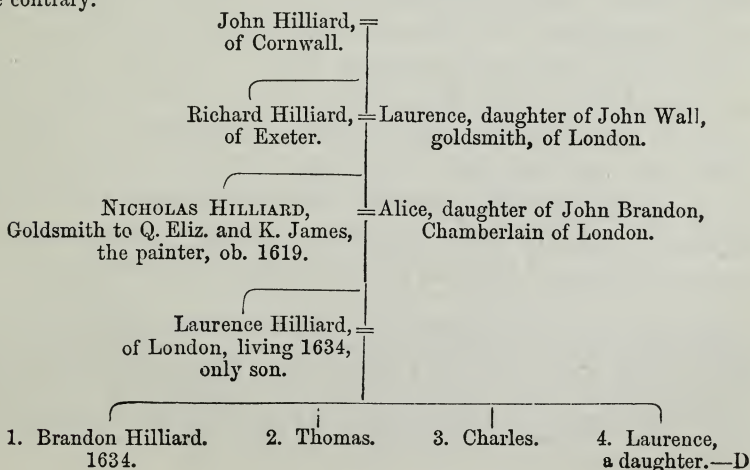 contrary.
John Hilliard, =
of Cornwall.
Richard Hilliard, = Laurence, daughter of John Wall,
of Exeter. goldsmith, of London.
NICHOLAS HILLIARD, = Alice, daughter of John Brandon,
Goldsmith to Q. Eliz. and K. James, Chamberlain of London.
the painter, ob. 1619.
Laurence Hilliard, =
of London, living 1634,
only son.
1. Brandon Hilliard. 2. Thomas. 3. Charles. 4. Laurence,
1634. a daughter.—D